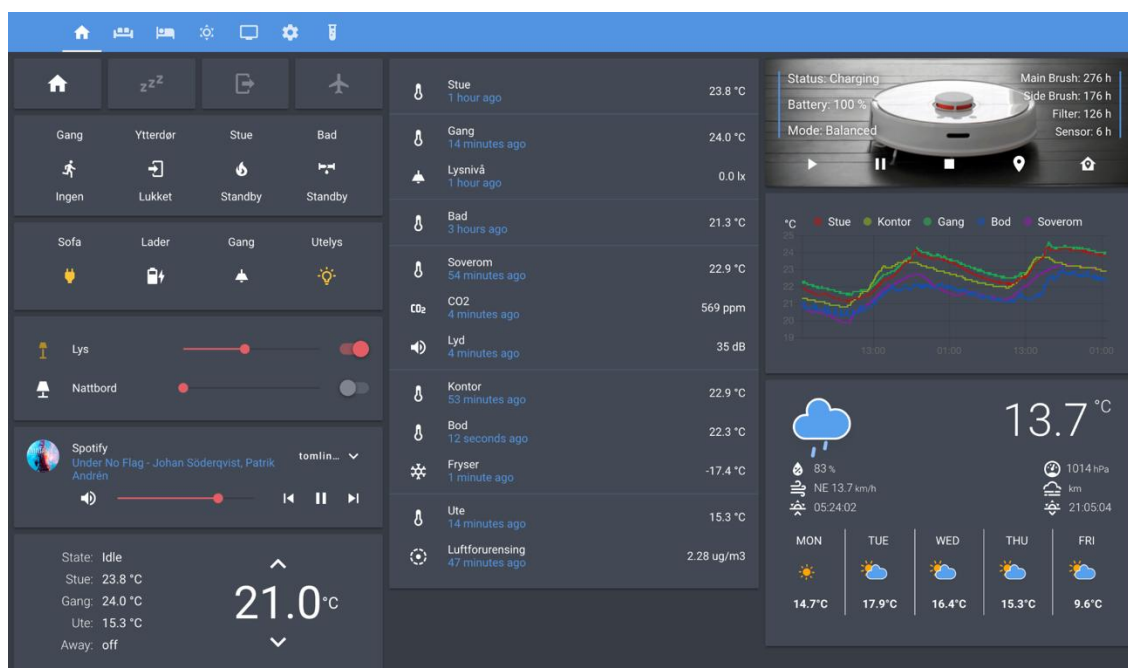 zzz
Gang Ytterdør Stue Bad
Ingen Lukket Standby Standby
Sofa Lader Gang Utelys
Lys
Nattbord
Spotify
Under No Flag - Johan Söderqvist, Patrik
Andrén
tomlin...
State: Idle
Stue: 23.8 °C
Gang: 24.0 °C
Ute: 15.3 °C
Away: off
21.0 °C
Stue 23.8 °C
1 hour ago
Gang 24.0 °C
14 minutes ago
Lysnivå 0.0 lx
1 hour ago
Bad 21.3 °C
3 hours ago
Soverom 22.9 °C
54 minutes ago
CO₂ CO2 569 ppm
4 minutes ago
Lyd 35 dB
4 minutes ago
Kontor 22.9 °C
53 minutes ago
Bod 22.3 °C
12 seconds ago
Fryser -17.4 °C
1 minute ago
Ute 15.3 °C
14 minutes ago
Luftforurensing 2.28 ug/m3
47 minutes ago
Status: Charging
Battery: 100 %
Mode: Balanced
Main Brush: 276 h
Side Brush: 176 h
Filter: 126 h
Sensor: 6 h
°C Stue Kontor Gang Bod Soverom
25
24
23
22
21
20
19
13:00 01:00 13:00 01:00
13.7 °C
83 % 1014 hPa
NE 13.7 km/h km
05:24:02 21:05:04
MON TUE WED THU FRI
14.7°C 17.9°C 16.4°C 15.3°C 9.6°C